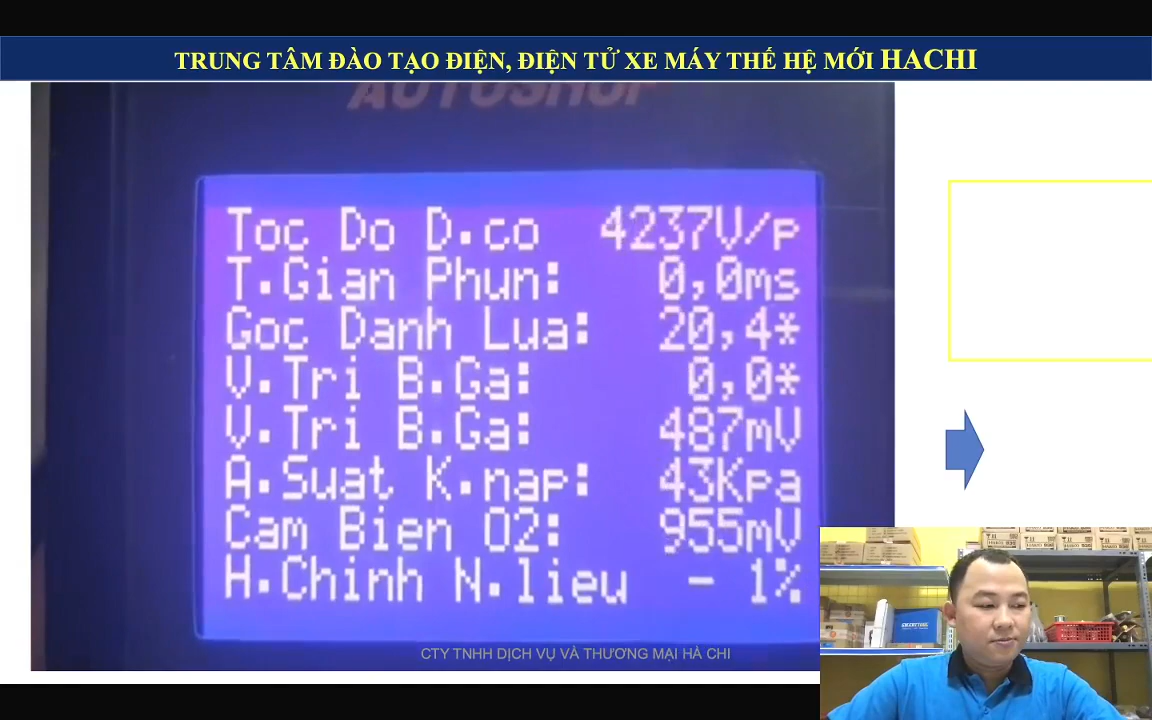 TRUNG TÂM ĐÀO TẠO ĐIỆN, ĐIỆN TỬ XE MÁY THẾ HỆ MỚI HACHI
AUTOSHOP
Toc Do D.co 4237V/p
T.Gian Phun: 0,0ms
Goc Danh Lua: 20,4*
V.Tri B.Ga: 0,0*
V.Tri B.Ga: 487mV
A.Suat K.nap: 43Kpa
Cam Bien O2: 955mV
H.Chinh N.lieu - 1%
CTY TNHH DỊCH VỤ VÀ THƯƠNG MẠI HÀ CHI